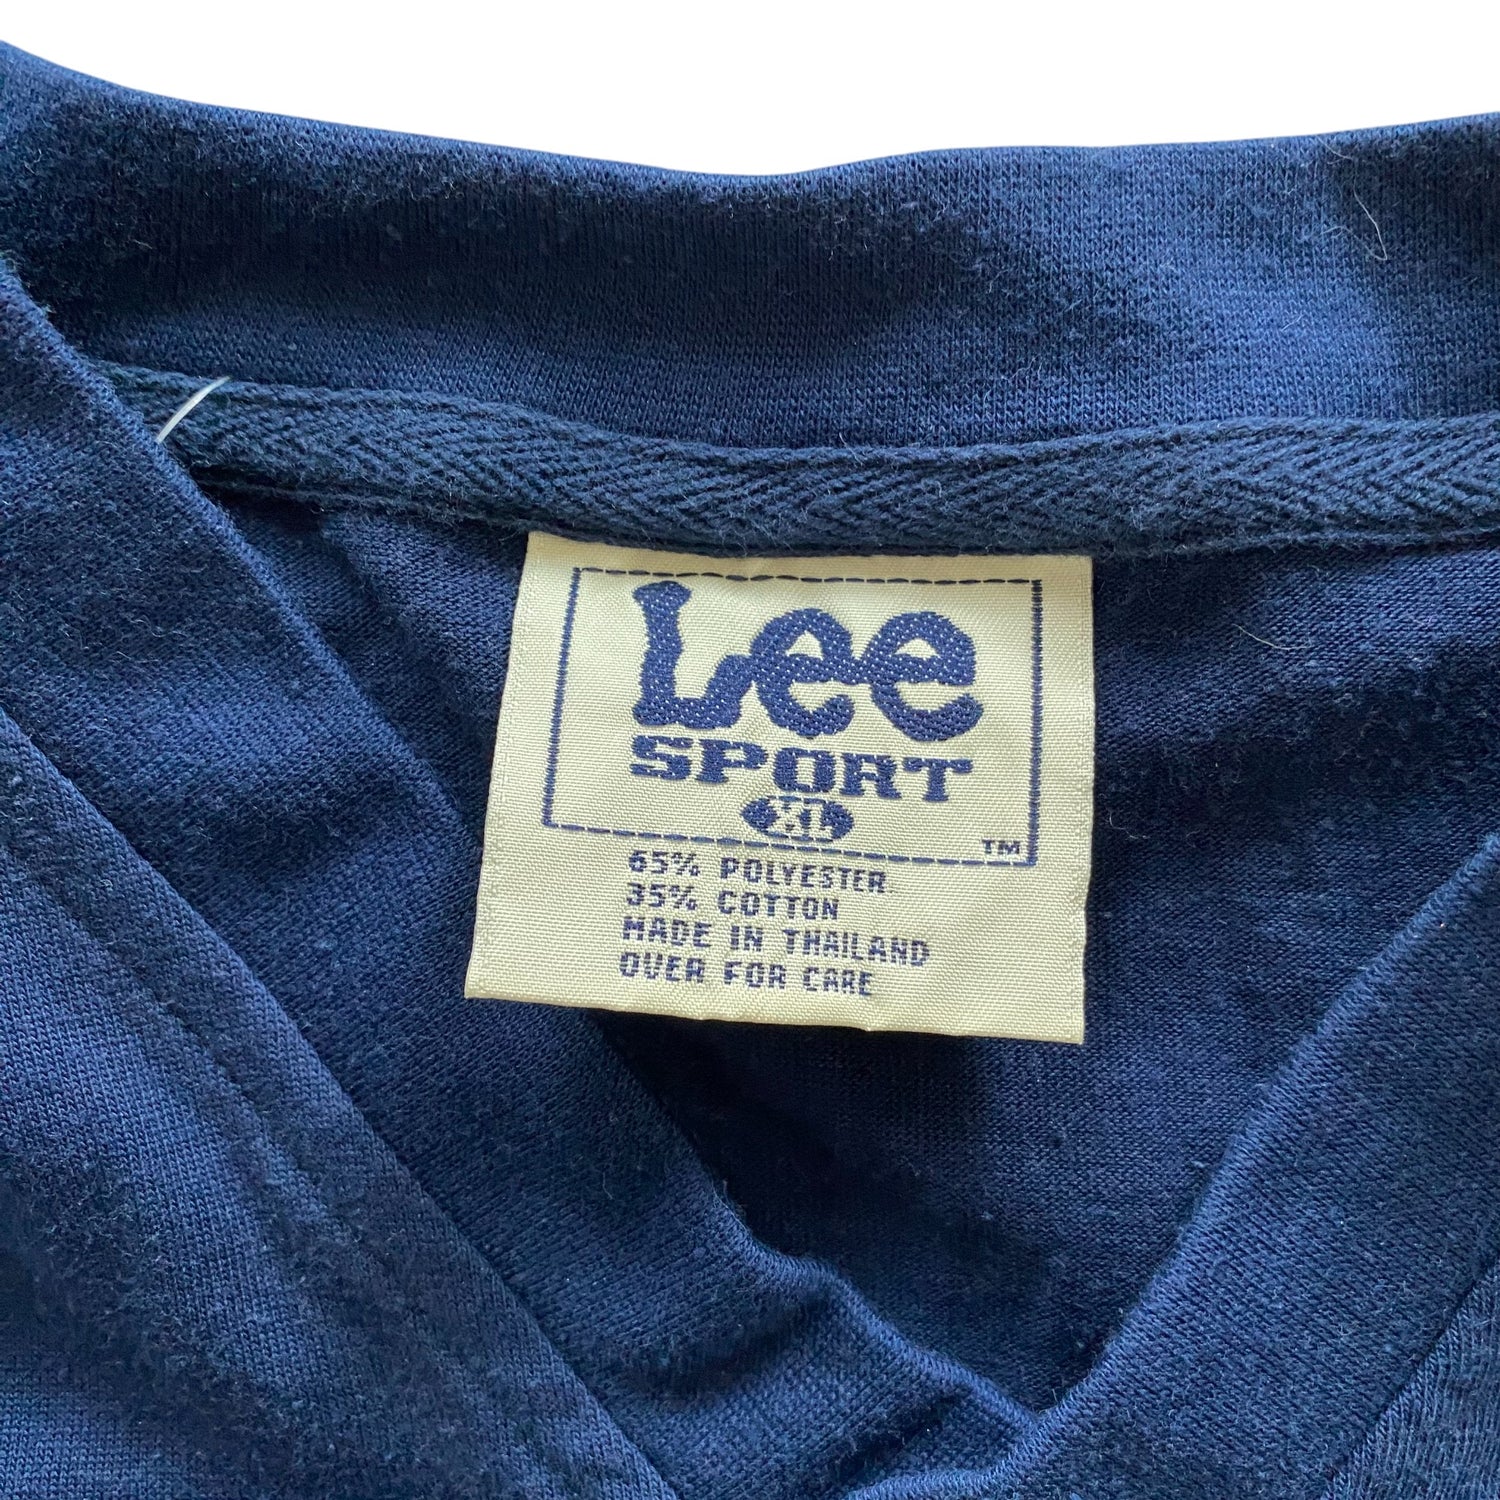 Lee
SPORT
XL
TM
65% POLYESTER
35% COTTON
MADE IN THAILAND
OVER FOR CARE